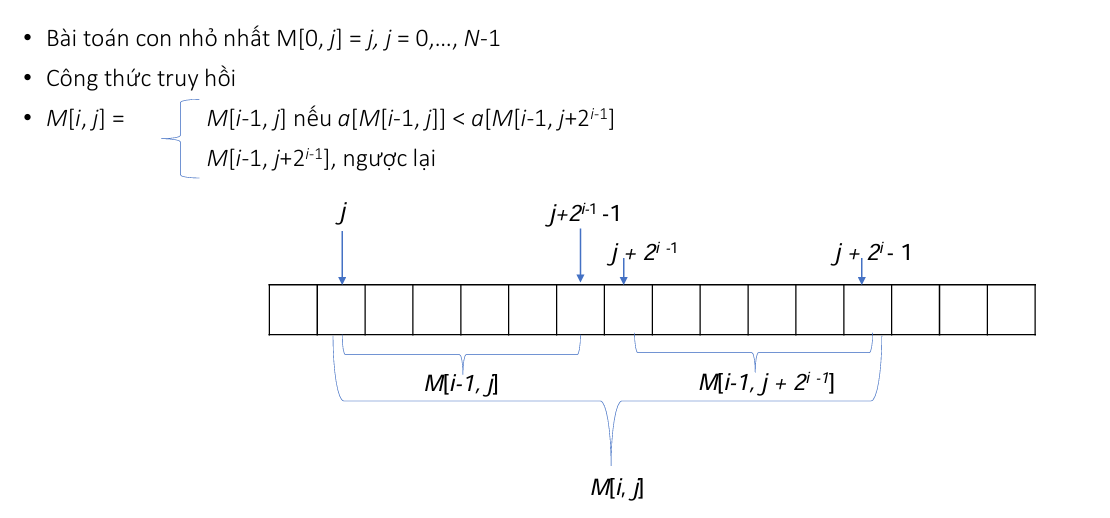 • Bài toán con nhỏ nhất M[0, j] = j, j = 0,..., N-1
• Công thức truy hồi
• M[i, j] = M[i-1, j] nếu a[M[i-1, j]] < a[M[i-1, j+2^{i-1}]
M[i-1, j+2^{i-1}], ngược lại
j
j+2^{i-1} -1
j + 2^{i -1}
j + 2^i - 1
M[i-1, j]
M[i-1, j + 2^{i -1}]
M[i, j]